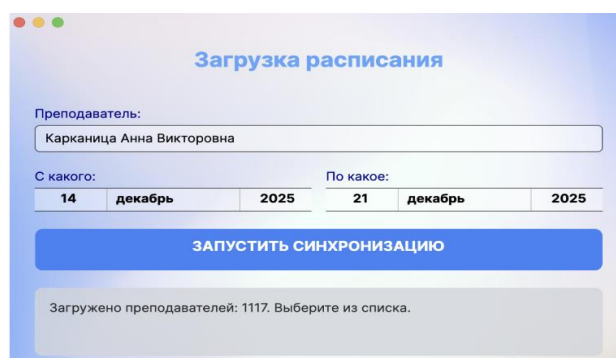 Загрузка расписания
Преподаватель:
Карканица Анна Викторовна
С какого: По какое:
14 декабрь 2025 21 декабрь 2025
ЗАПУСТИТЬ СИНХРОНИЗАЦИЮ
Загружено преподавателей: 1117. Выберите из списка.